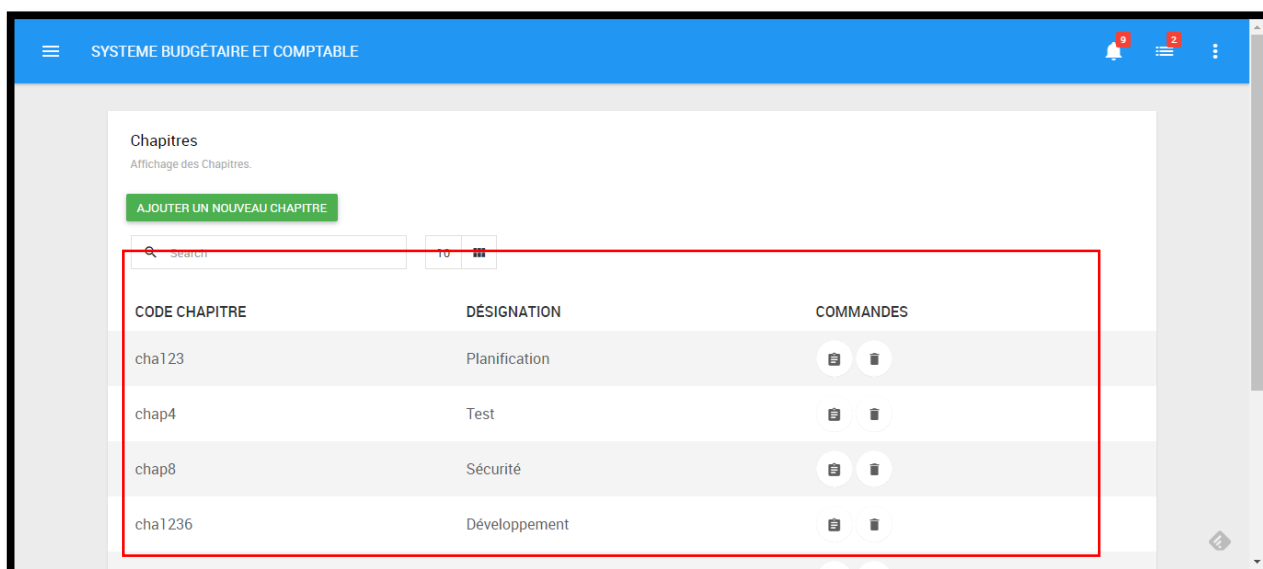 SYSTEME BUDGÉTAIRE ET COMPTABLE 9 2
Chapitres
Affichage des Chapitres.
AJOUTER UN NOUVEAU CHAPITRE
Search 10
CODE CHAPITRE DÉSIGNATION COMMANDES
cha123 Planification
chap4 Test
chap8 Sécurité
cha1236 Développement